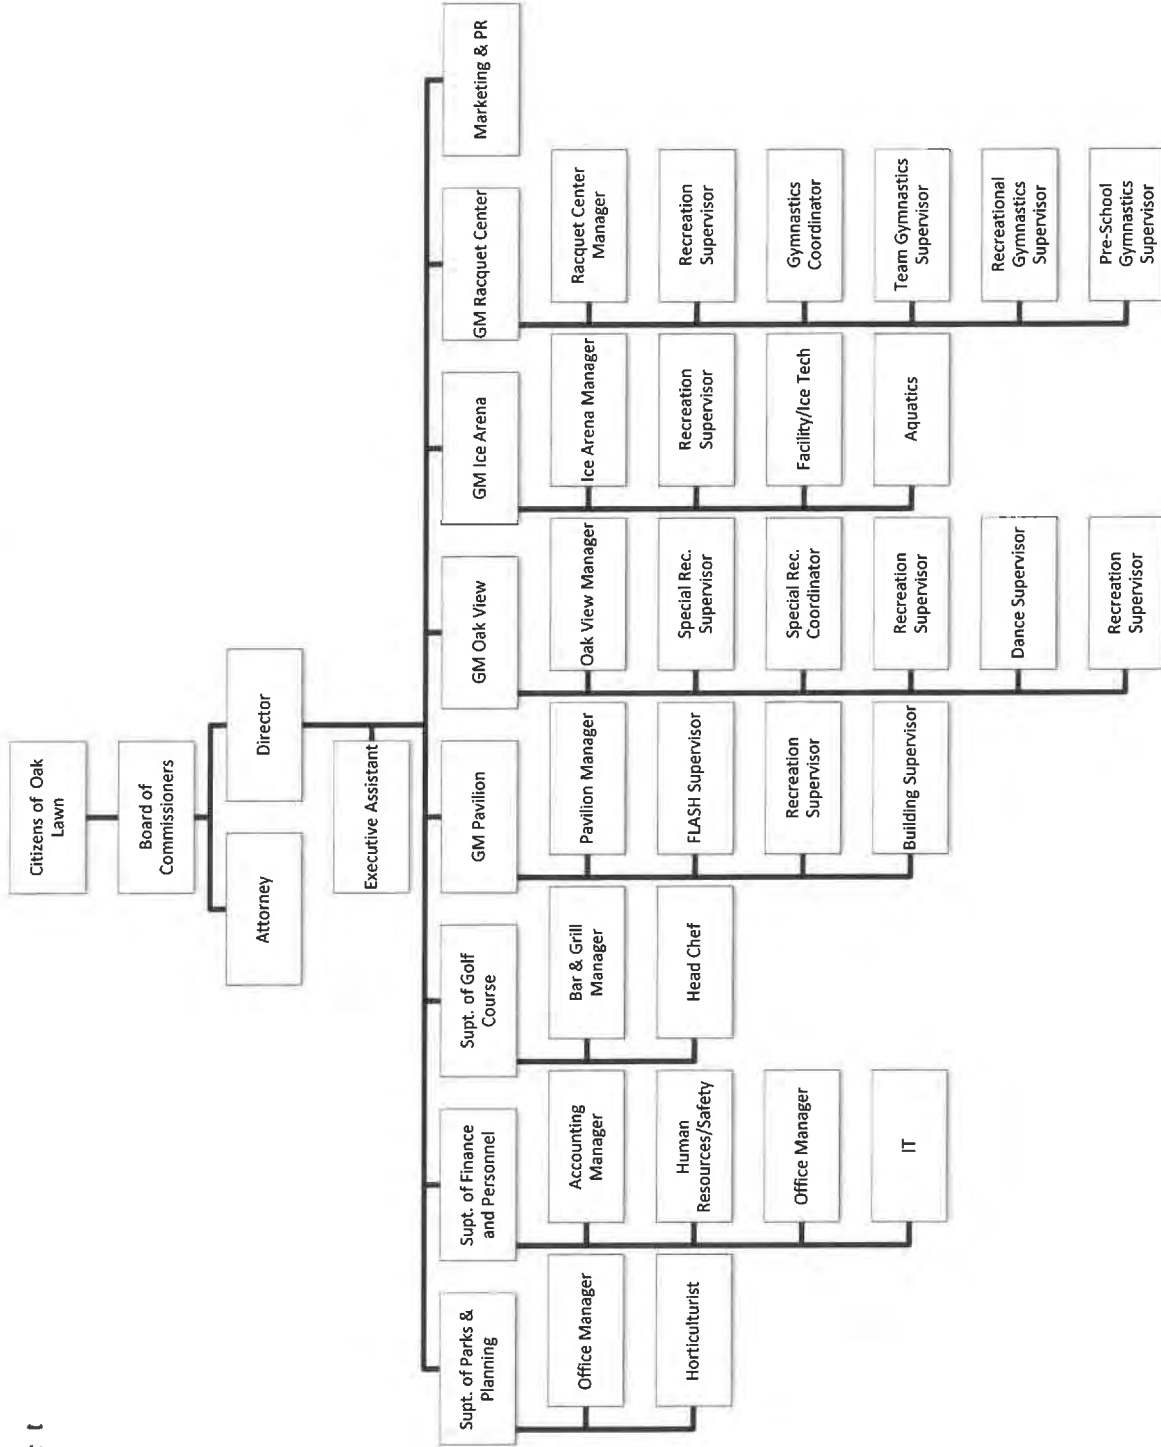 Citizens of Oak
Lawn
Board of
Commissioners
Attorney
Director
Executive Assistant
Supt. of Parks &
Planning
Office Manager
Horticulturist
Supt. of Finance
and Personnel
Accounting
Manager
Human
Resources/Safety
Office Manager
IT
Supt. of Golf
Course
Bar & Grill
Manager
Head Chef
GM Pavilion
Pavilion Manager
FLASH Supervisor
Recreation
Supervisor
Building Supervisor
GM Oak View
Oak View Manager
Special Rec.
Supervisor
Special Rec.
Coordinator
Recreation
Supervisor
Dance Supervisor
Recreation
Supervisor
GM Ice Arena
Ice Arena Manager
Recreation
Supervisor
Facility/Ice Tech
Aquatics
GM Racquet Center
Racquet Center
Manager
Recreation
Supervisor
Gymnastics
Coordinator
Team Gymnastics
Supervisor
Recreational
Gymnastics
Supervisor
Pre-School
Gymnastics
Supervisor
Marketing & PR